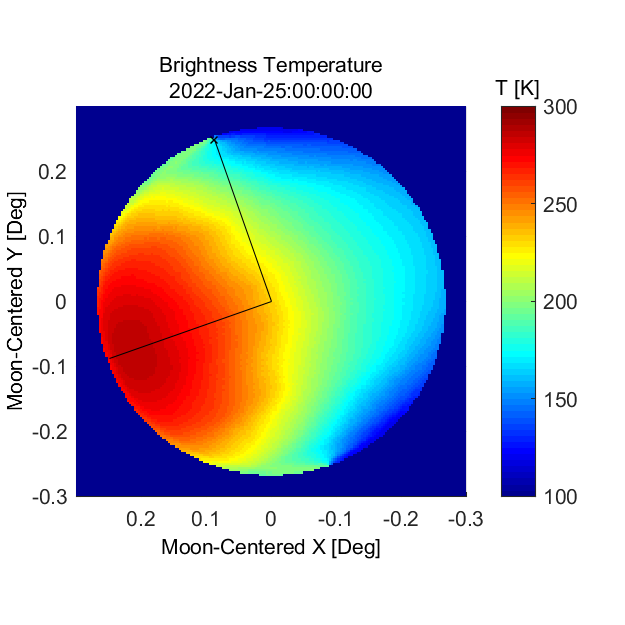 Brightness Temperature
2022-Jan-25:00:00:00
T [K]
300
250
200
150
100
Moon-Centered Y [Deg]
0.2
0.1
0
-0.1
-0.2
-0.3
0.2 0.1 0 -0.1 -0.2 -0.3
Moon-Centered X [Deg]